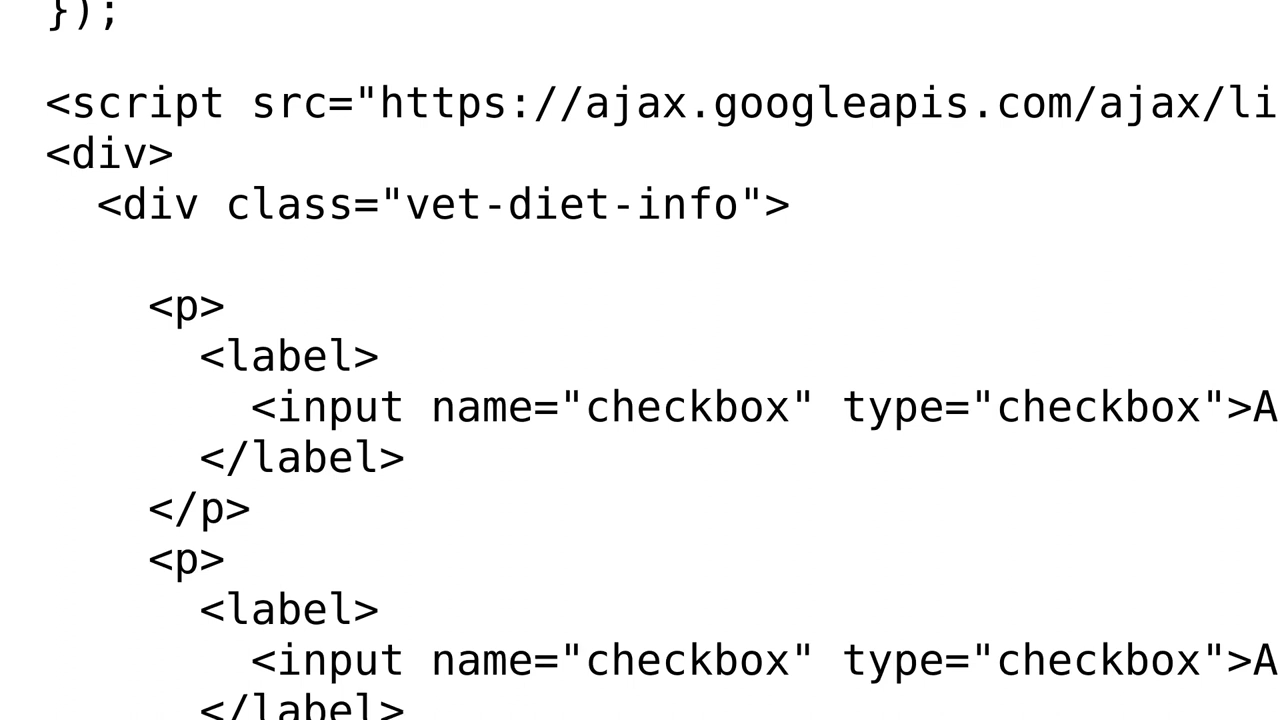 });
<script src="https://ajax.googleapis.com/ajax/li
<div>
<div class="vet-diet-info">
<p>
<label>
<input name="checkbox" type="checkbox">A
</label>
</p>
<p>
<label>
<input name="checkbox" type="checkbox">A
</label>